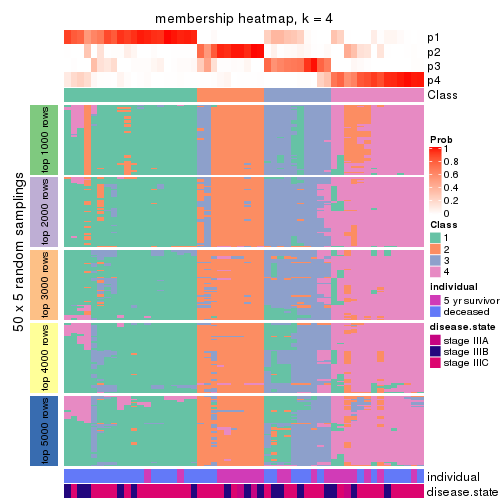 membership heatmap, k = 4
p1
p2
p3
p4
Class
50 x 5 random samplings
top 1000 rows
top 2000 rows
top 3000 rows
top 4000 rows
top 5000 rows
individual
disease.state
Prob
1
0.8
0.6
0.4
0.2
0
Class
1
2
3
4
individual
5 yr survivor
deceased
disease.state
stage IIIA
stage IIIB
stage IIIC